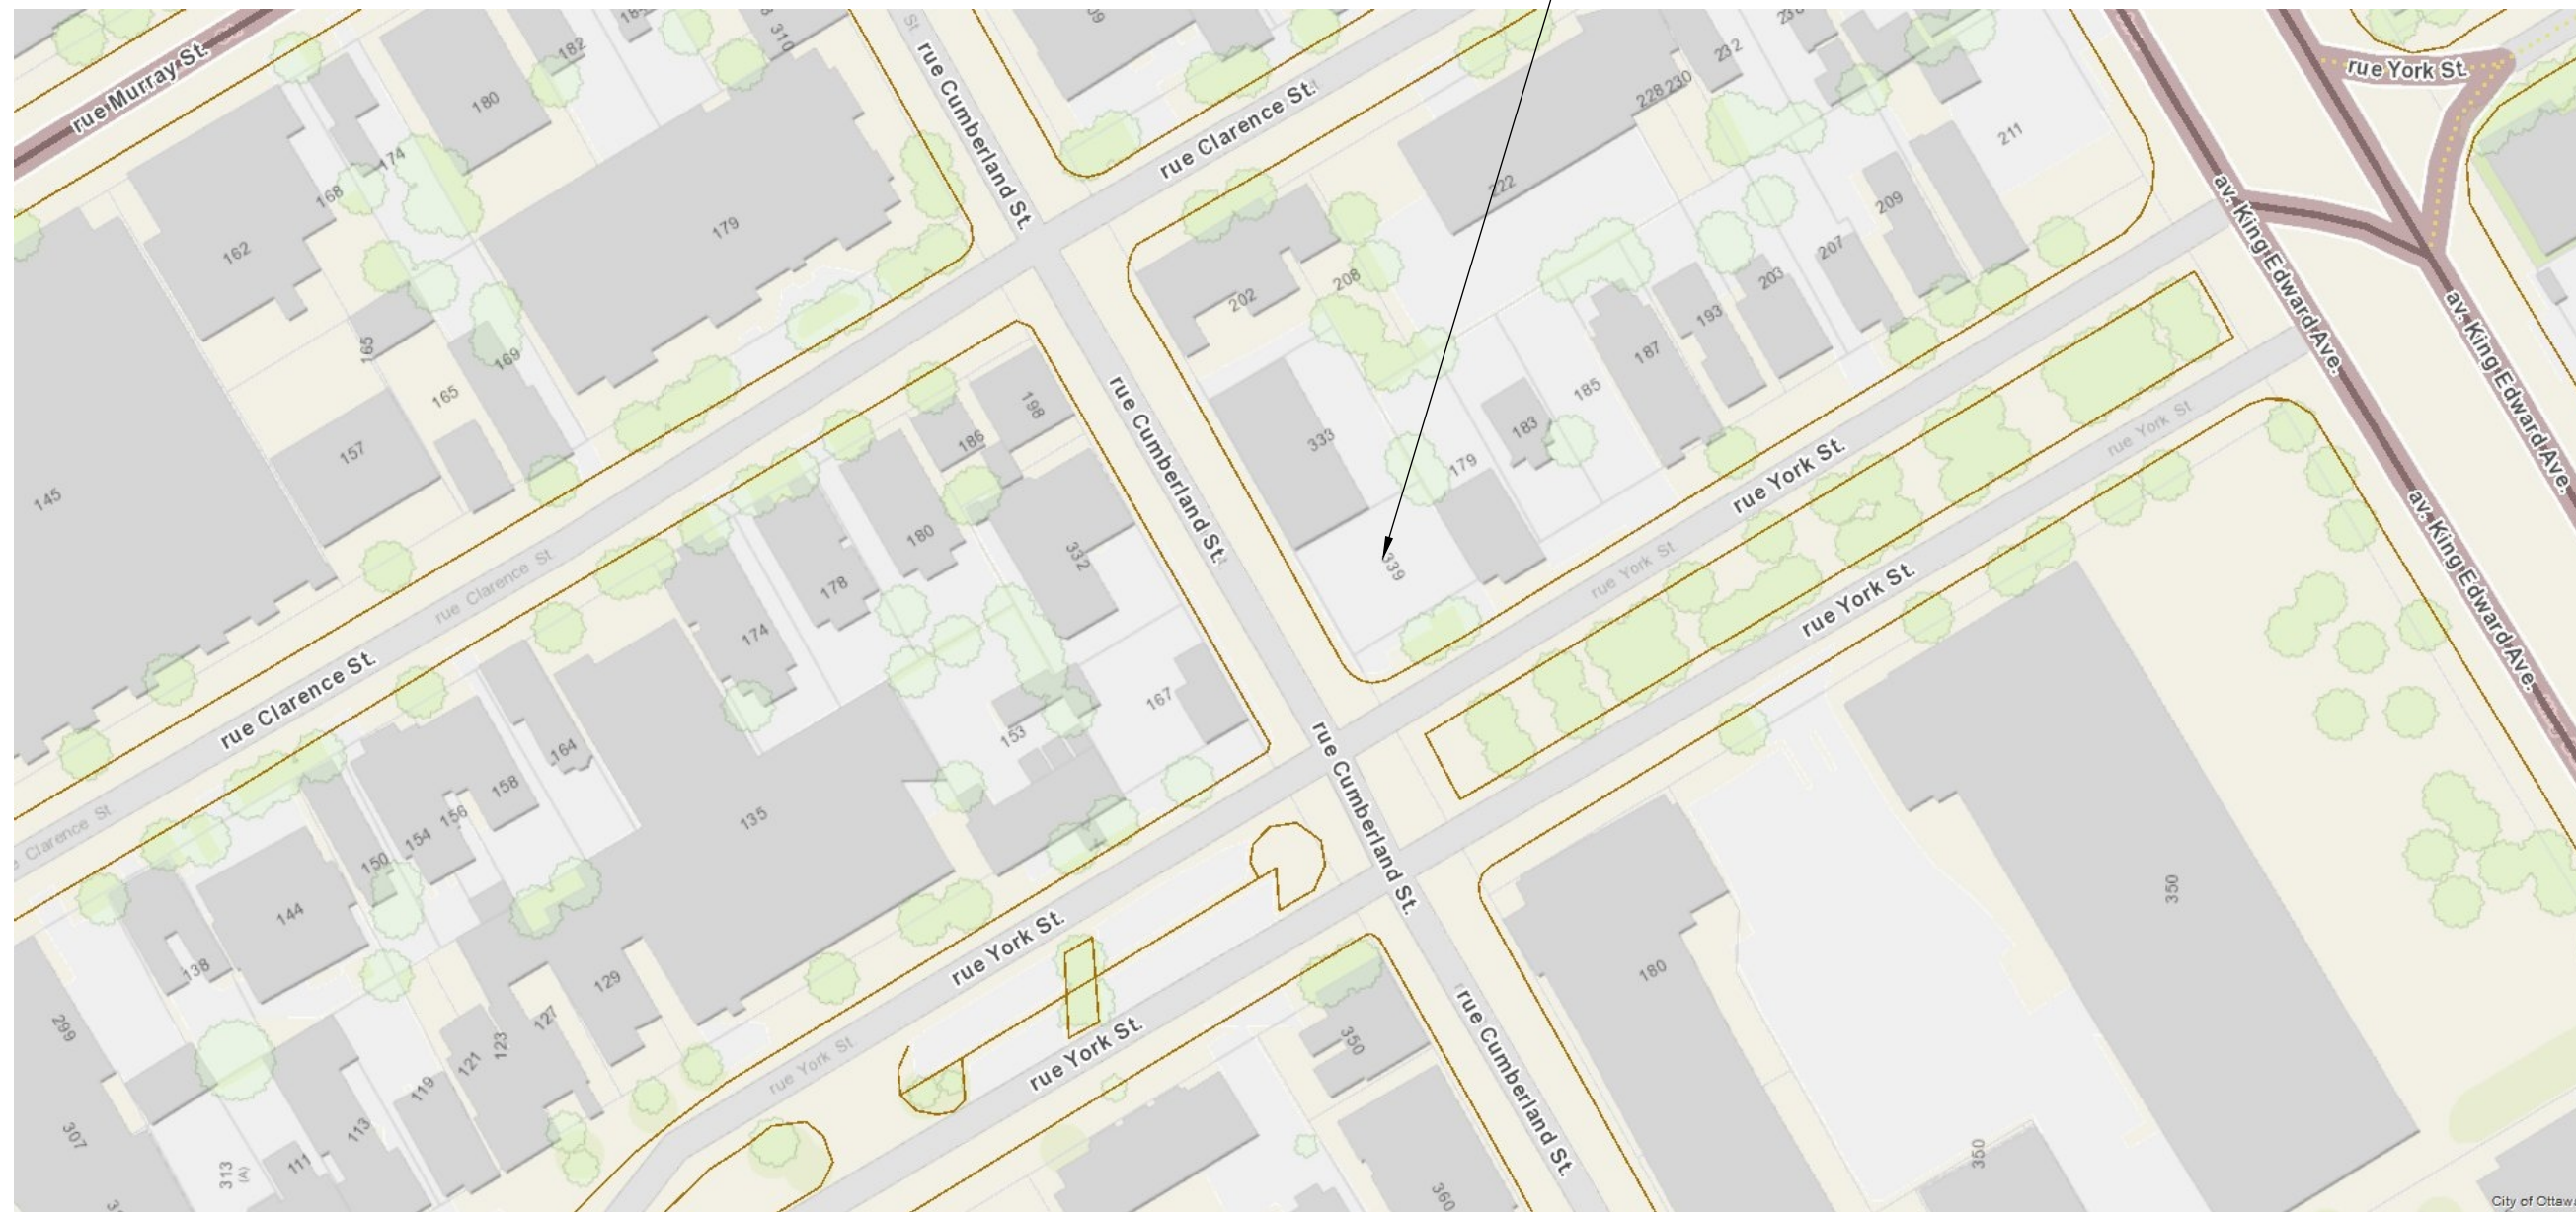 rue Murray St.
182
310
180
174
168
162
179
165
165
169
157
145
rue Cumberland St.
rue Clarence St.
228
230
232
222
202
208
211
209
207
203
193
187
185
183
179
333
339
rue York St.
av. King Edward Ave.
av. King Edward Ave.
av. King Edward Ave.
rue Cumberland St.
198
186
180
178
174
332
rue Clarence St.
rue Clarence St.
rue York St.
rue York St.
rue York St.
rue York St.
164
158
156
154
150
144
138
135
153
167
rue Cumberland St.
rue York St.
rue York St.
rue York St.
129
127
123
121
119
113
111
299
307
313
(A)
350
360
180
350
350
rue Cumberland St.
Clarence St.
City of Ottaw